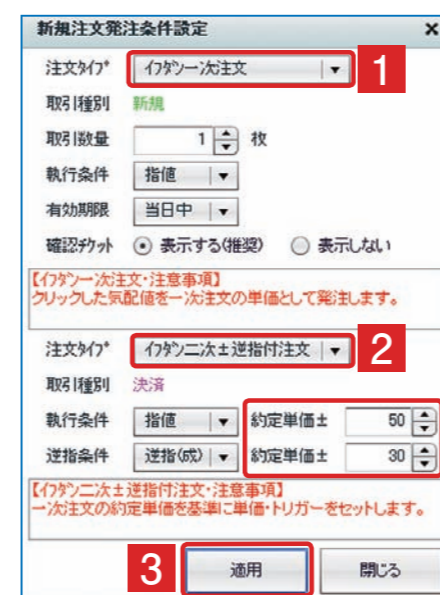 新規注文発注条件設定 ×
注文ﾀｲﾌﾟ ｲﾌﾀﾞﾝ一次注文 ▼ 1
取引種別 新規
取引数量 1 枚
執行条件 指値 ▼
有効期限 当日中 ▼
確認ﾁｹｯﾄ 表示する(推奨) 表示しない
【ｲﾌﾀﾞﾝ一次注文・注意事項】
クリックした気配値を一次注文の単価として発注します。
注文ﾀｲﾌﾟ ｲﾌﾀﾞﾝ二次±逆指付注文 ▼ 2
取引種別 決済
執行条件 指値 ▼ 約定単価± 50
逆指条件 逆指(成) ▼ 約定単価± 30
【ｲﾌﾀﾞﾝ二次±逆指付注文・注意事項】
一次注文の約定単価を基準に単価・トリガーをセットします。
3 適用 閉じる